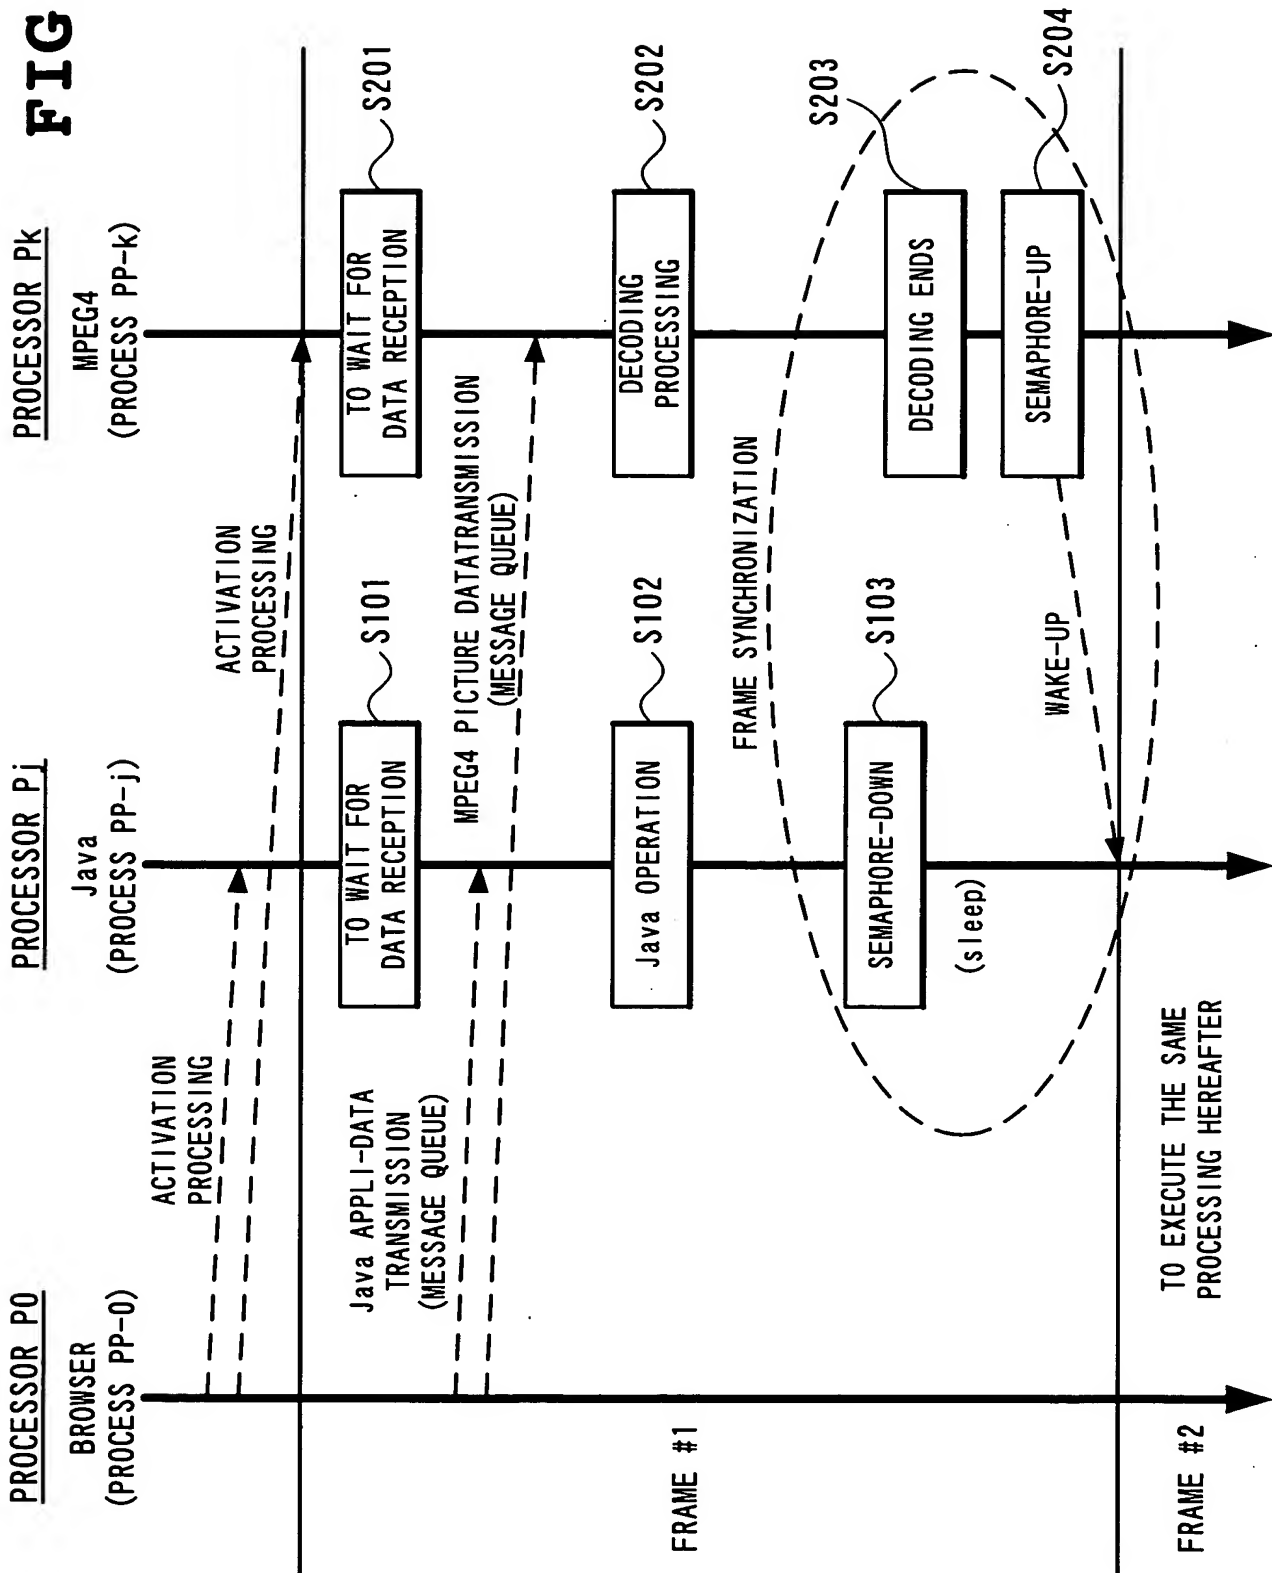 FIG
PROCESSOR P0
BROWSER
(PROCESS PP-0)
PROCESSOR Pj
Java
(PROCESS PP-j)
PROCESSOR Pk
MPEG4
(PROCESS PP-k)
ACTIVATION
PROCESSING
ACTIVATION
PROCESSING
TO WAIT FOR
DATA RECEPTION
S101
TO WAIT FOR
DATA RECEPTION
S201
Java APPLI-DATA
TRANSMISSION
(MESSAGE QUEUE)
MPEG4 PICTURE DATATRANSMISSION
(MESSAGE QUEUE)
FRAME #1
Java OPERATION
S102
DECODING
PROCESSING
S202
FRAME SYNCHRONIZATION
SEMAPHORE-DOWN
S103
(sleep)
DECODING ENDS
S203
SEMAPHORE-UP
S204
WAKE-UP
FRAME #2
TO EXECUTE THE SAME
PROCESSING HEREAFTER